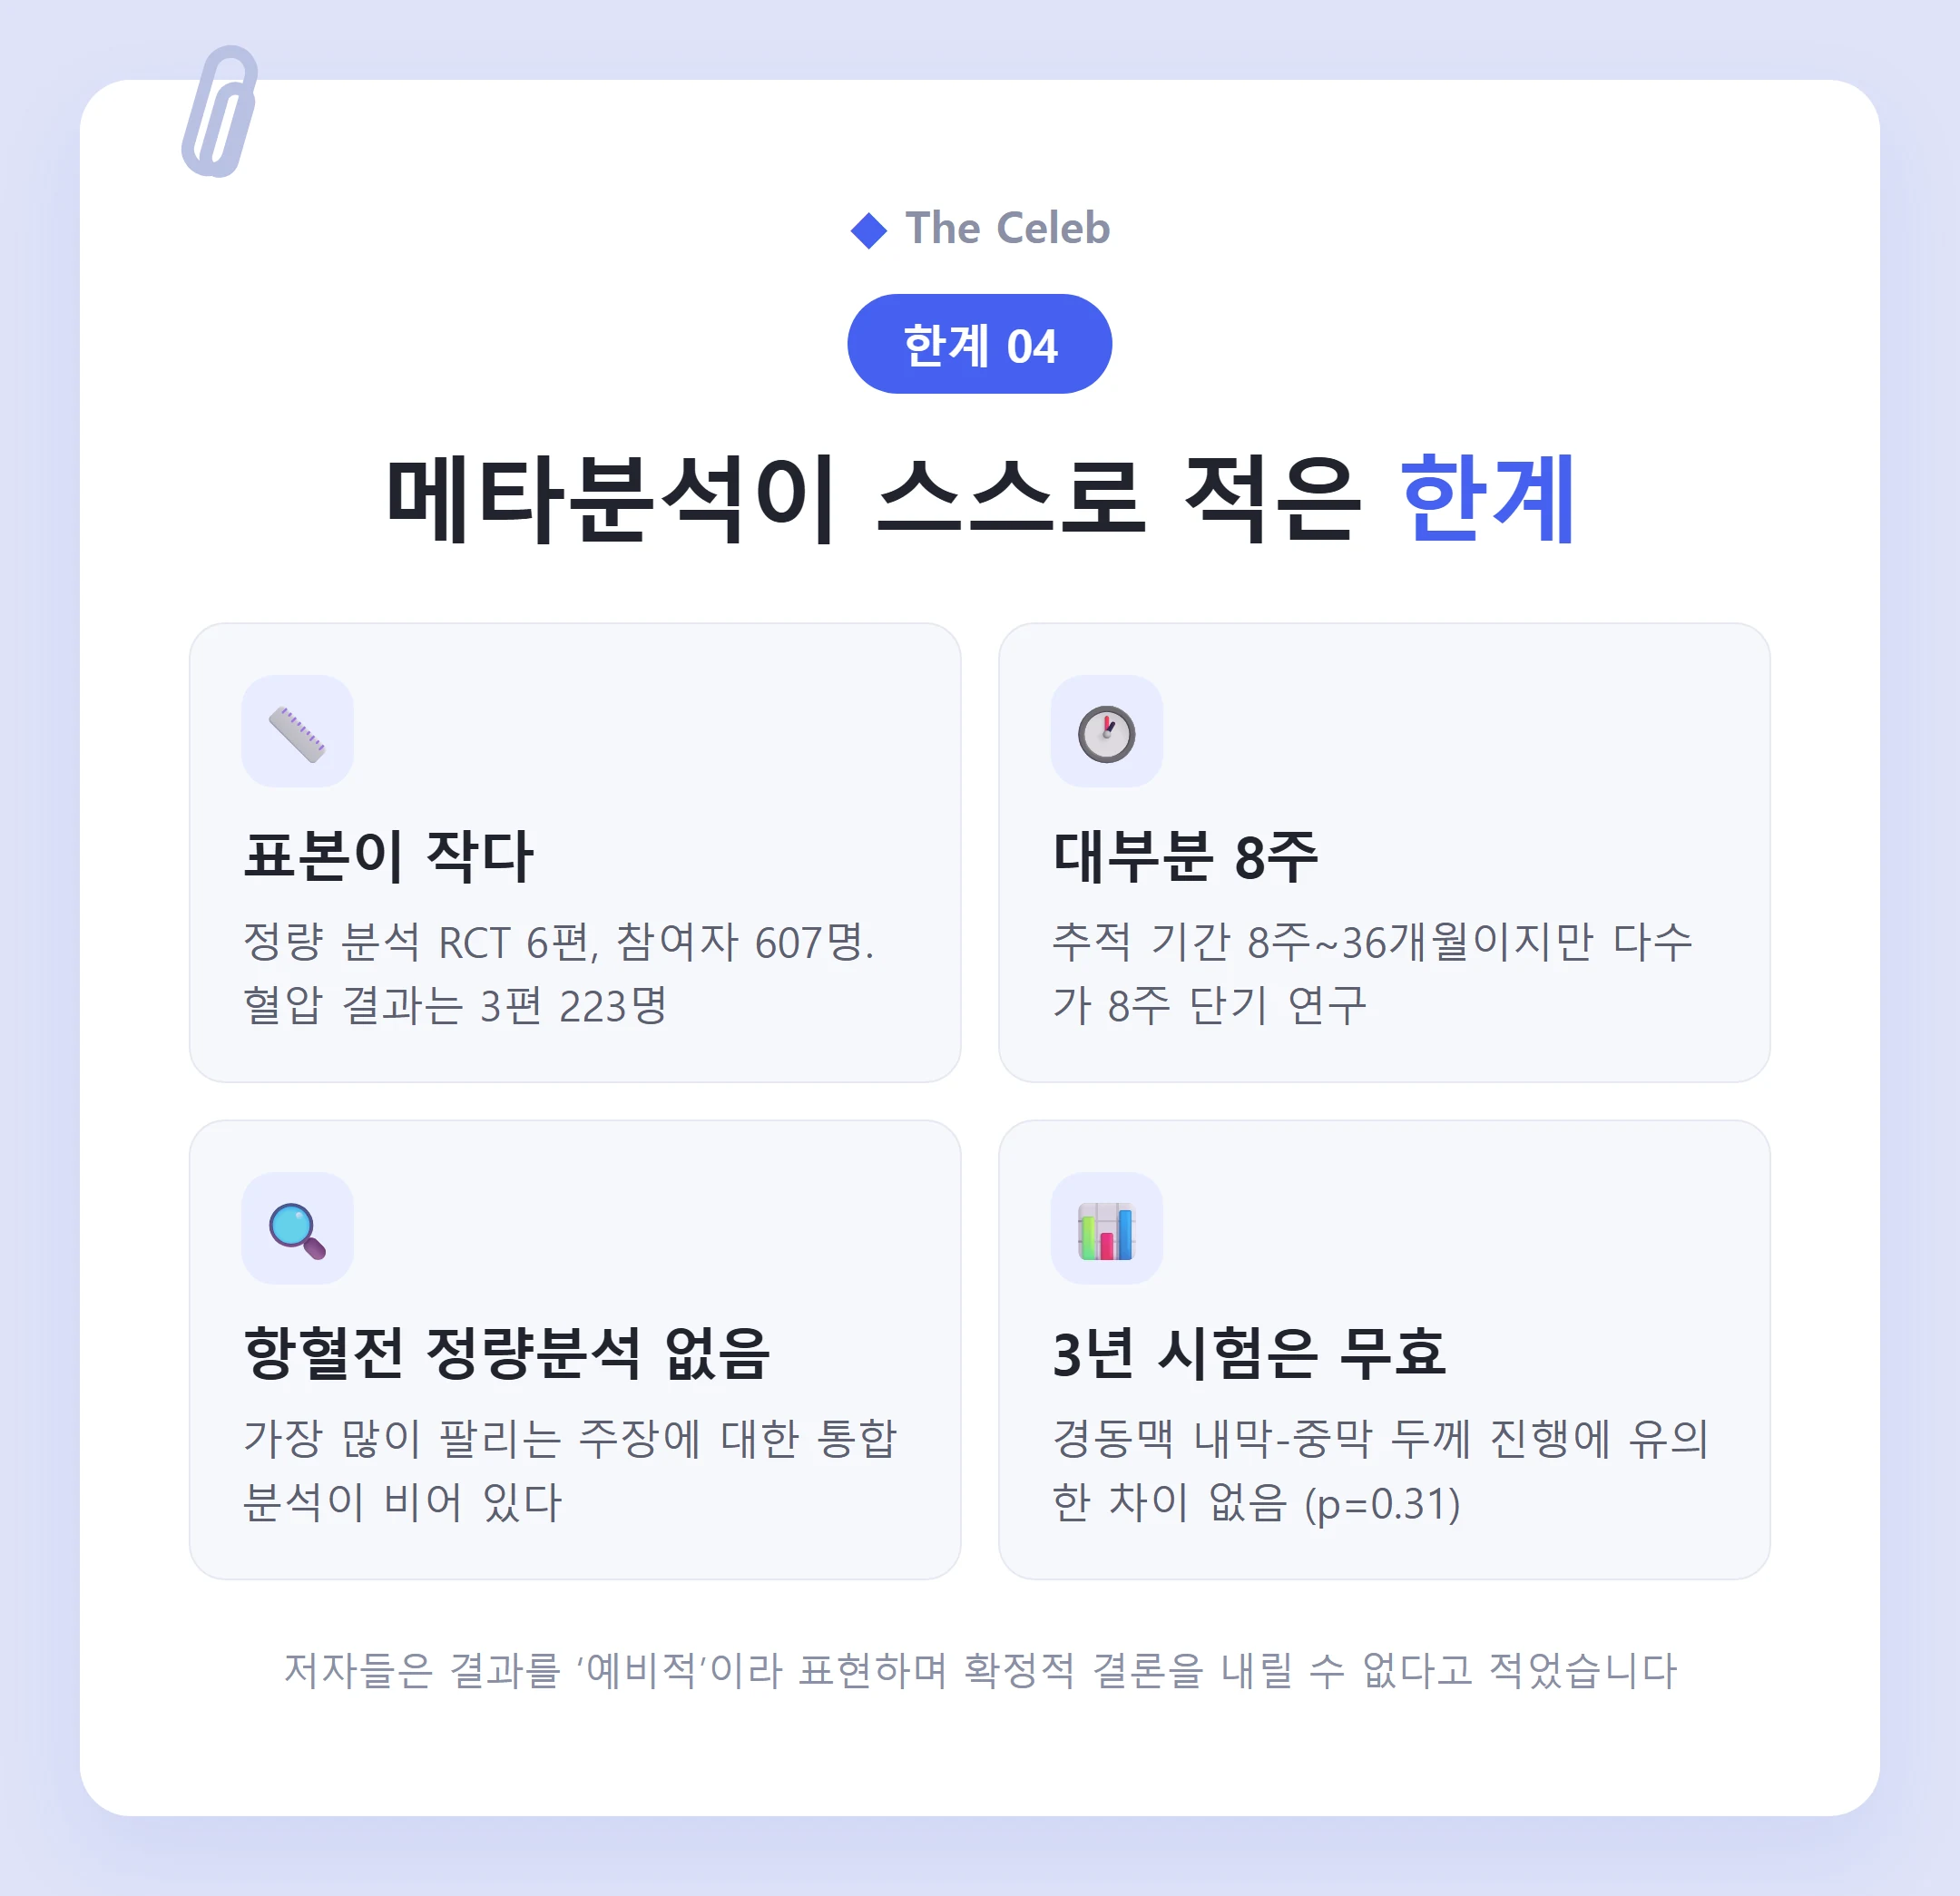 The Celeb
한계 04
메타분석이 스스로 적은 한계
표본이 작다
정량 분석 RCT 6편, 참여자 607명.
혈압 결과는 3편 223명
대부분 8주
추적 기간 8주~36개월이지만 다수
가 8주 단기 연구
항혈전 정량분석 없음
가장 많이 팔리는 주장에 대한 통합
분석이 비어 있다
3년 시험은 무효
경동맥 내막-중막 두께 진행에 유의
한 차이 없음 (p=0.31)
저자들은 결과를 ‘예비적’이라 표현하며 확정적 결론을 내릴 수 없다고 적었습니다